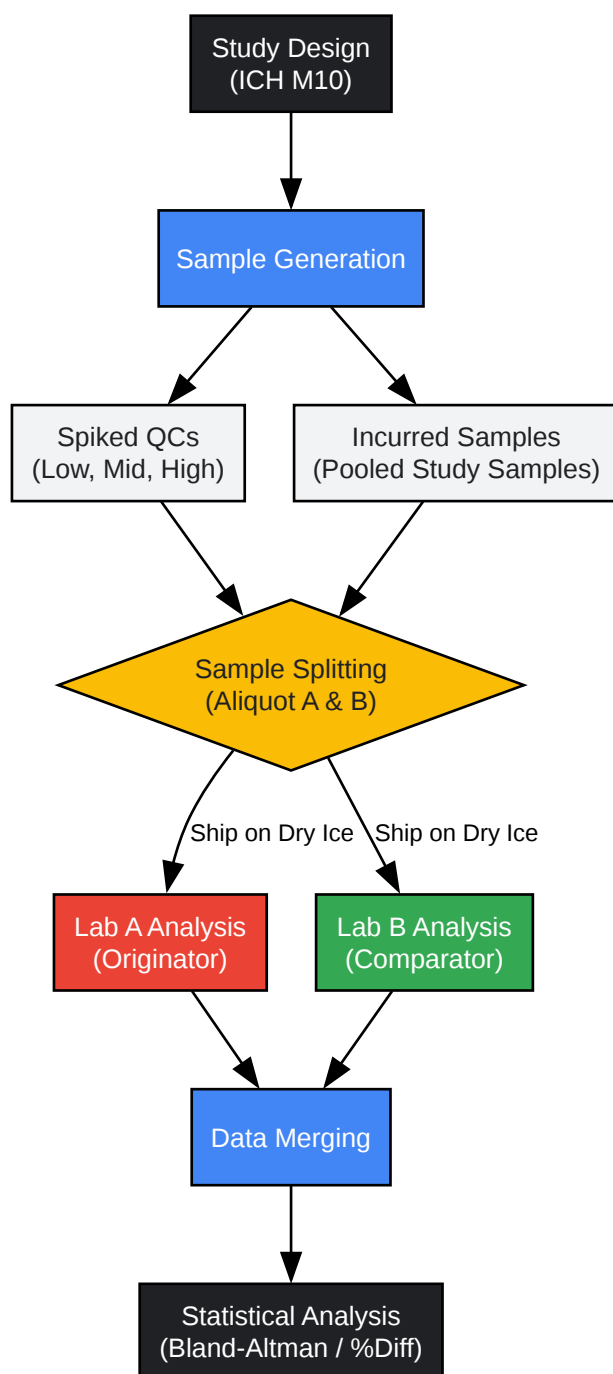 Study Design
(ICH M10)
Sample Generation
Spiked QCs
(Low, Mid, High)
Incurred Samples
(Pooled Study Samples)
Sample Splitting
(Aliquot A & B)
Ship on Dry Ice
Ship on Dry Ice
Lab A Analysis
(Originator)
Lab B Analysis
(Comparator)
Data Merging
Statistical Analysis
(Bland-Altman / %Diff)